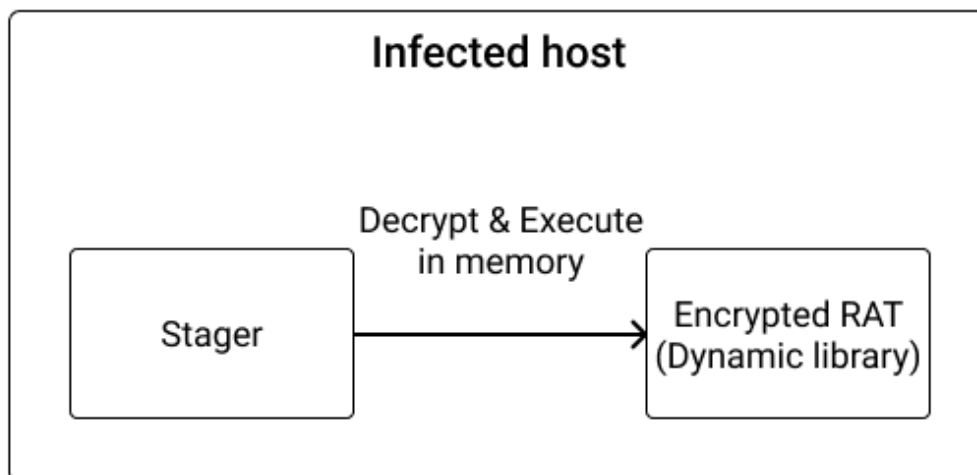 Infected host
Decrypt & Execute
in memory
Stager
Encrypted RAT
(Dynamic library)